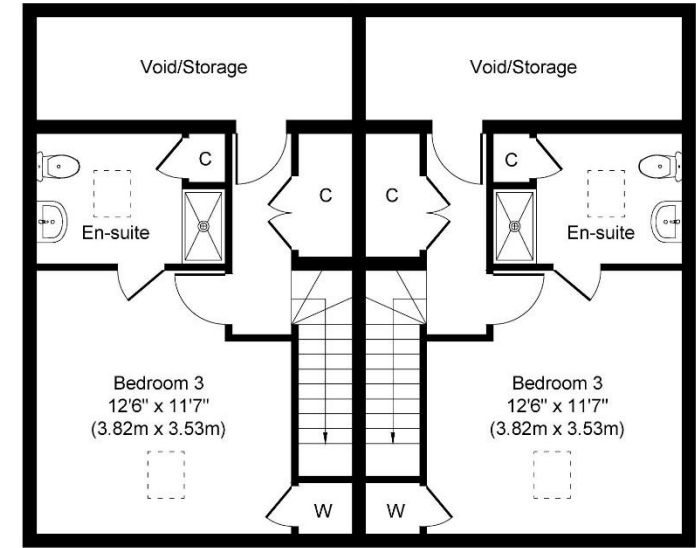 Void/Storage
Void/Storage
C
C
C
C
En-suite
En-suite
Bedroom 3
12'6" x 11'7"
(3.82m x 3.53m)
Bedroom 3
12'6" x 11'7"
(3.82m x 3.53m)
W
W